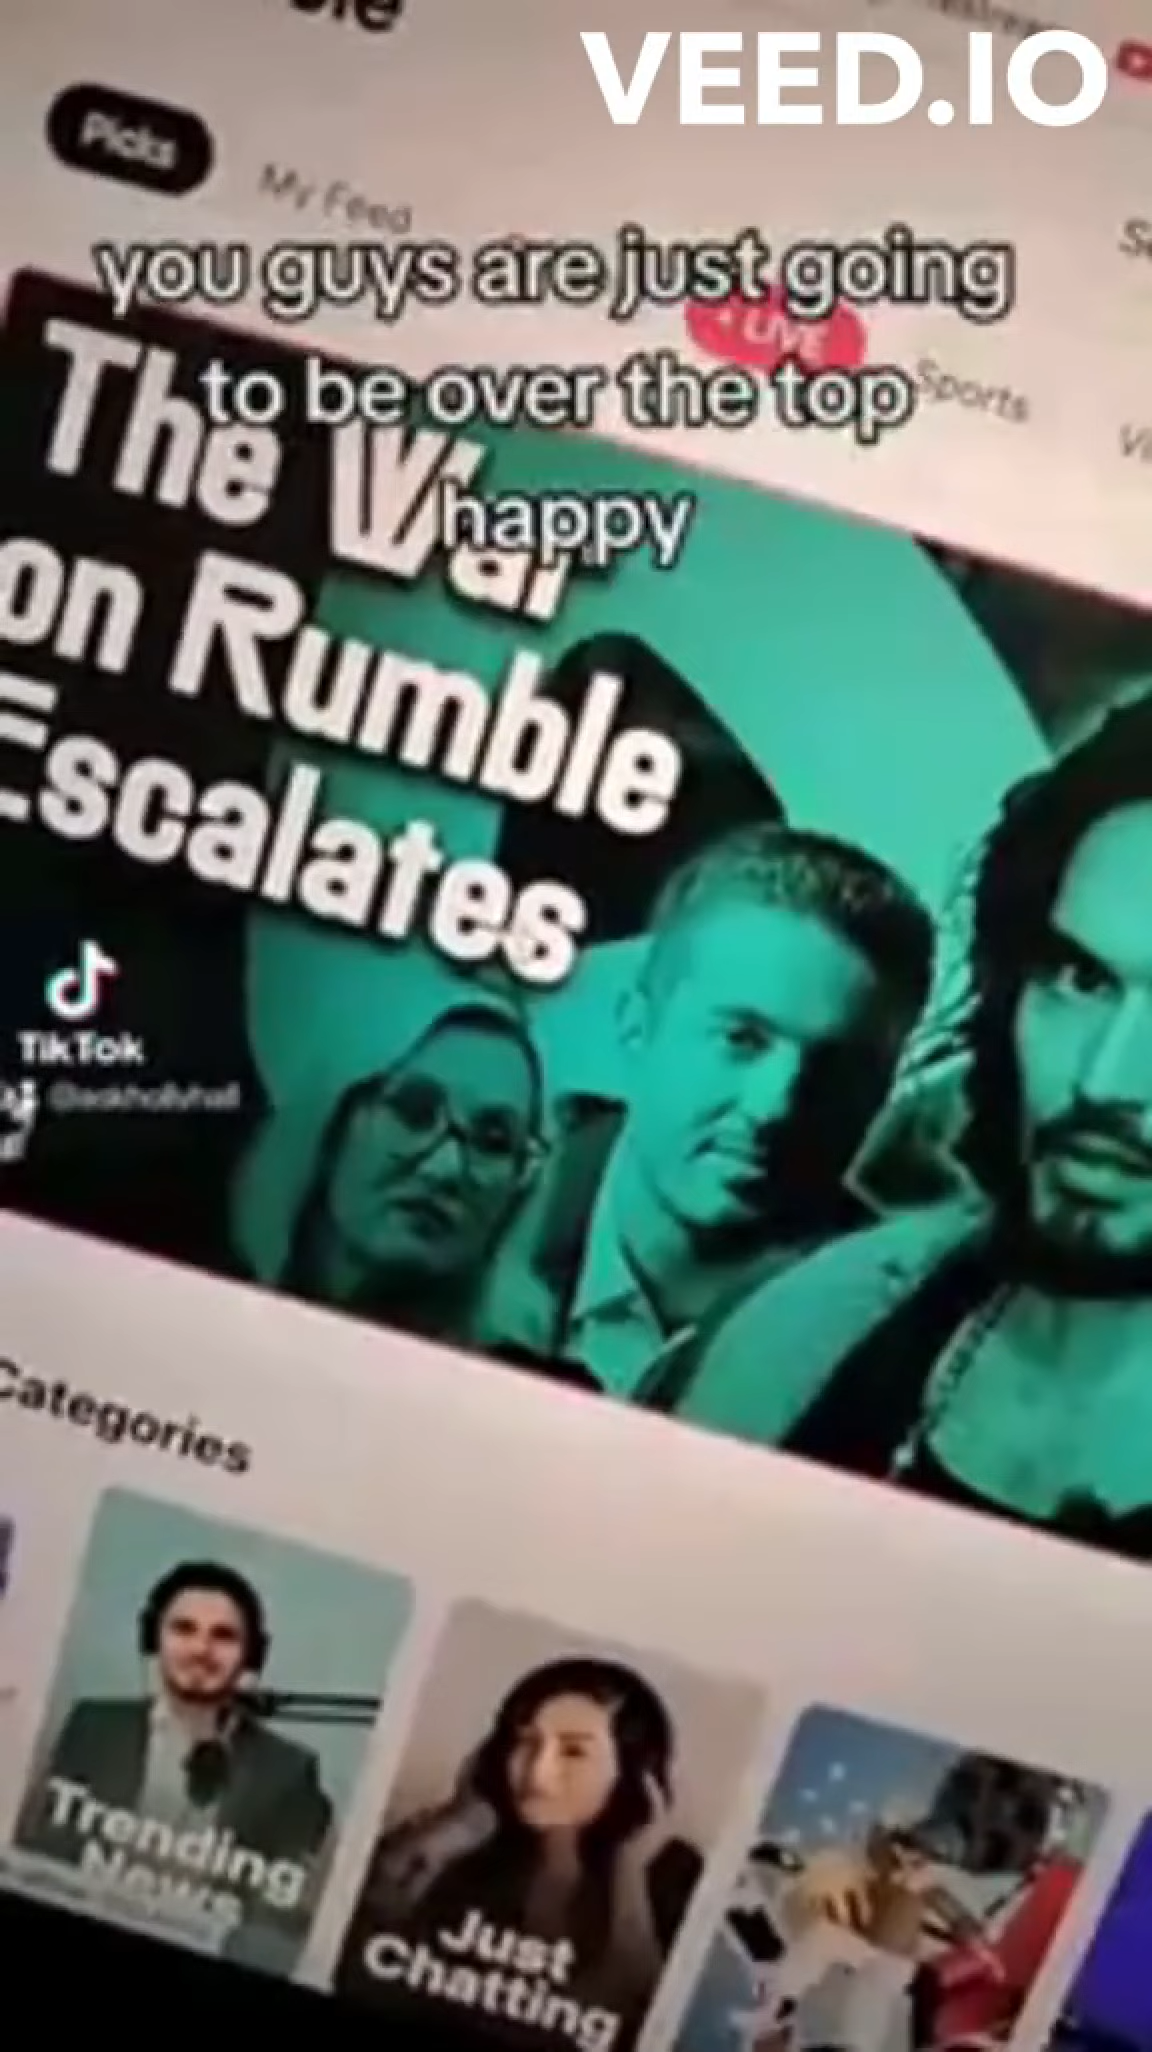 VEED.IO
Picks
My Feed
you guys are just going
LIVE
Sports
to be over the top
happy
The War
on Rumble
Escalates
TikTok
@askhollyhall
Categories
Trending
News
Just
Chatting